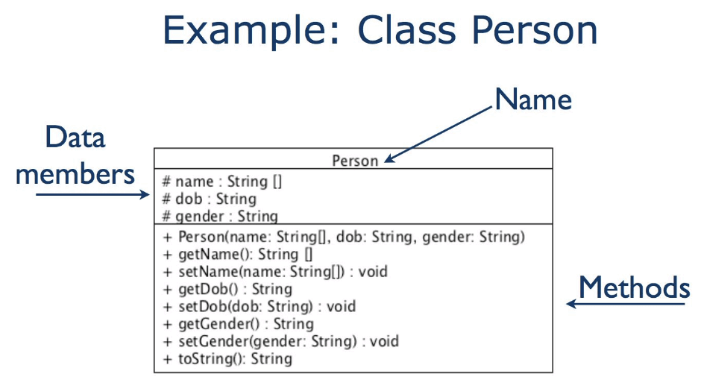 Example: Class Person
Name
Data
members
Person
# name : String []
# dob : String
# gender : String
+ Person(name: String[], dob: String, gender: String)
+ getName(): String []
+ setName(name: String[]) : void
+ getDob() : String
+ setDob(dob: String) : void
+ getGender() : String
+ setGender(gender: String) : void
+ toString(): String
Methods